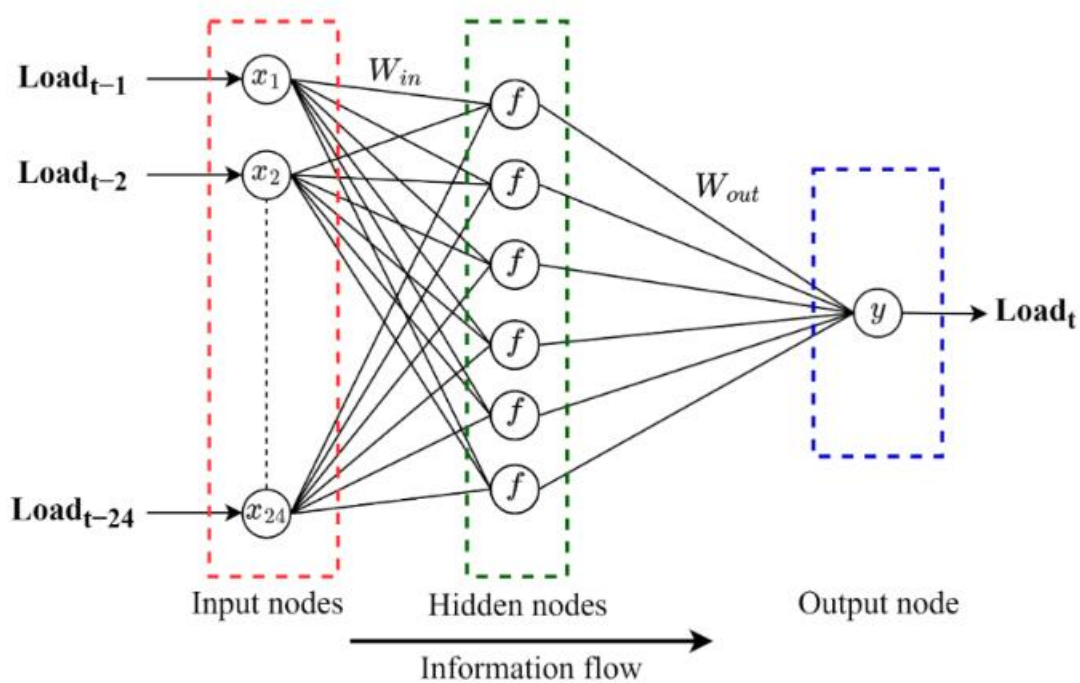 Load_{t-1}
x_1
W_{in}
f
Load_{t-2}
x_2
f
W_{out}
f
y
Load_t
f
f
Load_{t-24}
x_{24}
f
Input nodes
Hidden nodes
Output node
Information flow